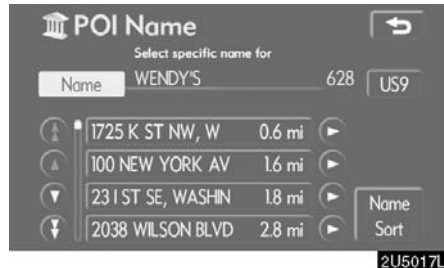 POI Name
Select specific name for
Name WENDY'S 628 US9
1725 K ST NW, W 0.6 mi
100 NEW YORK AV 1.6 mi
23 I ST SE, WASHIN 1.8 mi
2038 WILSON BLVD 2.8 mi
Name
Sort
2U5017L